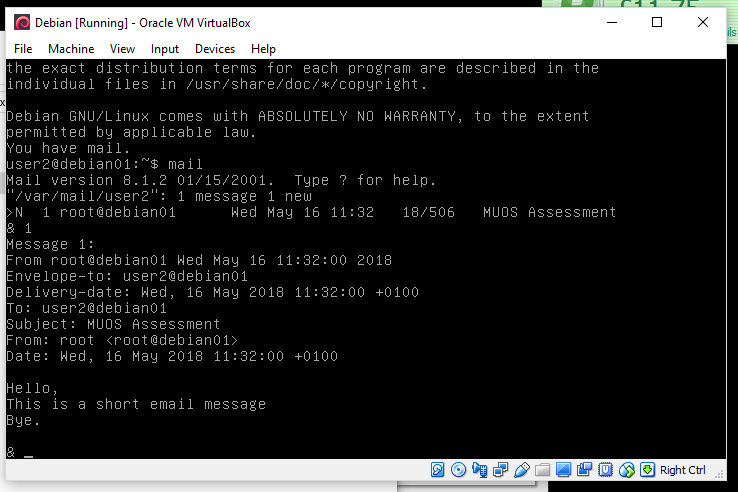 £11.75
Debian [Running] - Oracle VM VirtualBox
File Machine View Input Devices Help
the exact distribution terms for each program are described in the
individual files in /usr/share/doc/*/copyright.
Debian GNU/Linux comes with ABSOLUTELY NO WARRANTY, to the extent
permitted by applicable law.
You have mail.
user2@debian01:~$ mail
Mail version 8.1.2 01/15/2001.  Type ? for help.
"/var/mail/user2": 1 message 1 new
>N  1 root@debian01      Wed May 16 11:32   18/506   MUOS Assessment
& 1
Message 1:
From root@debian01 Wed May 16 11:32:00 2018
Envelope-to: user2@debian01
Delivery-date: Wed, 16 May 2018 11:32:00 +0100
To: user2@debian01
Subject: MUOS Assessment
From: root <root@debian01>
Date: Wed, 16 May 2018 11:32:00 +0100
Hello,
This is a short email message
Bye.
& _
Right Ctrl